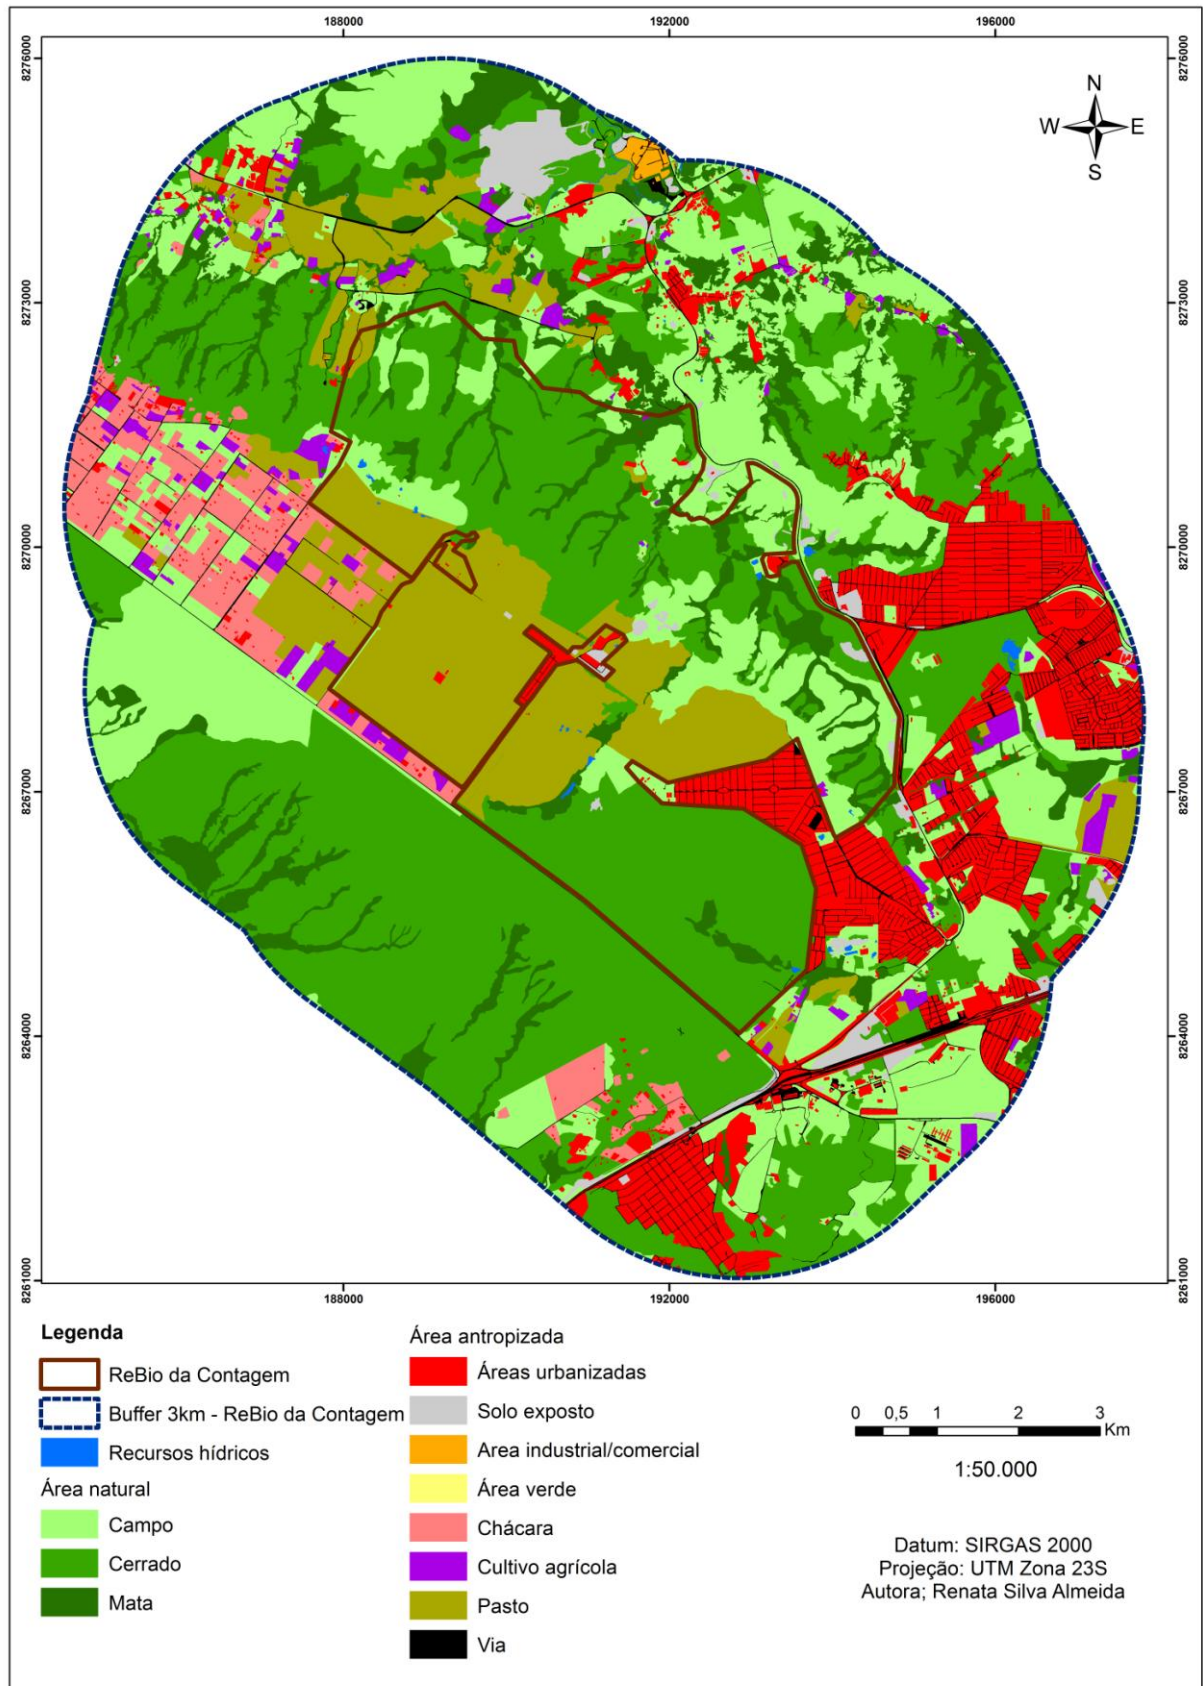 188000 192000 196000
8276000 8276000
N
W E
S
8273000 8273000
8270000 8270000
8267000 8267000
8264000 8264000
8261000 8261000
188000 192000 196000
Legenda
ReBio da Contagem
Buffer 3km - ReBio da Contagem
Recursos hídricos
Área natural
Campo
Cerrado
Mata
Área antropizada
Áreas urbanizadas
Solo exposto
Area industrial/comercial
Área verde
Chácara
Cultivo agrícola
Pasto
Via
0 0,5 1 2 3
Km
1:50.000
Datum: SIRGAS 2000
Projeção: UTM Zona 23S
Autora; Renata Silva Almeida